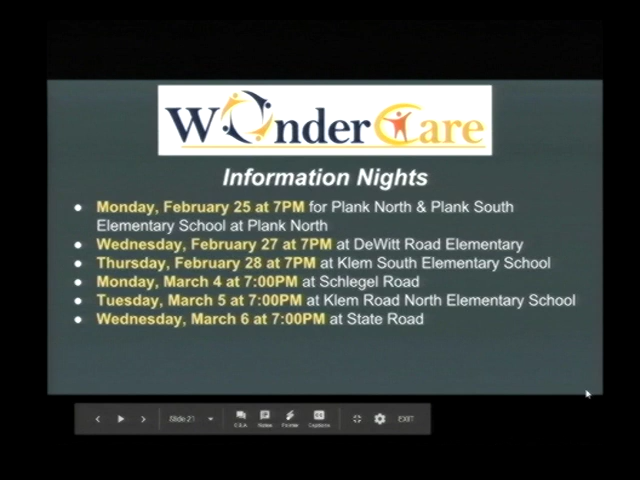 WonderCare
Information Nights
● Monday, February 25 at 7PM for Plank North & Plank South
Elementary School at Plank North
● Wednesday, February 27 at 7PM at DeWitt Road Elementary
● Thursday, February 28 at 7PM at Klem South Elementary School
● Monday, March 4 at 7:00PM at Schlegel Road
● Tuesday, March 5 at 7:00PM at Klem Road North Elementary School
● Wednesday, March 6 at 7:00PM at State Road
Slide 21
Q&A Notes Pointer Captions
EXIT